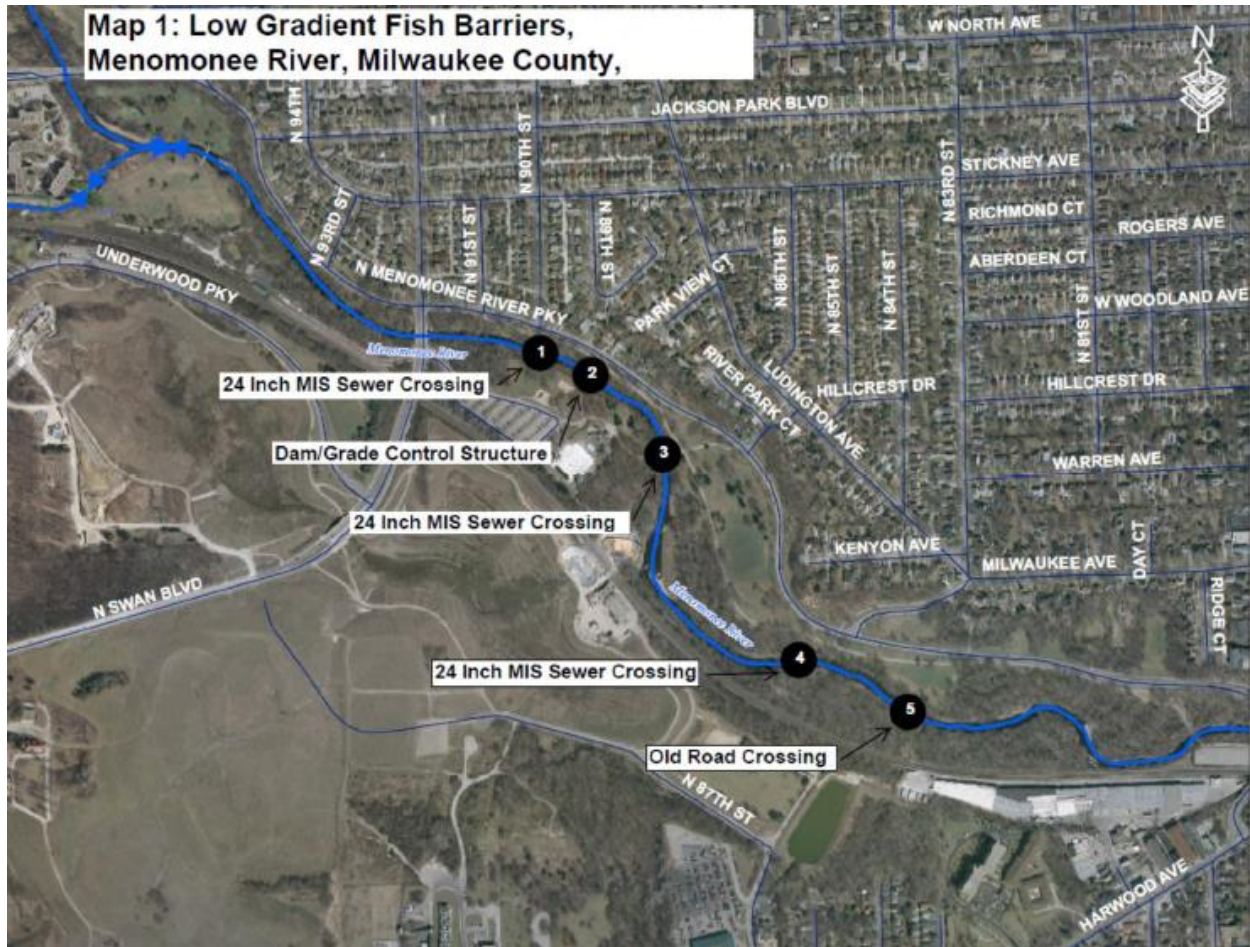 Map 1: Low Gradient Fish Barriers,
Menomonee River, Milwaukee County,
W NORTH AVE
N
JACKSON PARK BLVD
N 94TH
N 90TH ST
N 83RD ST
STICKNEY AVE
RICHMOND CT
ROGERS AVE
N 93RD ST
N 91ST ST
N 89TH ST
ABERDEEN CT
UNDERWOOD PKY
N MENOMONEE RIVER PKY
PARK VIEW CT
N 86TH ST
N 85TH ST
N 84TH ST
N 81ST ST
W WOODLAND AVE
Menomonee River
1
2
24 Inch MIS Sewer Crossing
RIVER PARK CT
LUDINGTON AVE
HILLCREST DR
HILLCREST DR
Dam/Grade Control Structure
3
WARREN AVE
24 Inch MIS Sewer Crossing
KENYON AVE
MILWAUKEE AVE
DAY CT
RIDGE CT
N SWAN BLVD
Menomonee River
4
24 Inch MIS Sewer Crossing
5
Old Road Crossing
N 87TH ST
HARWOOD AVE